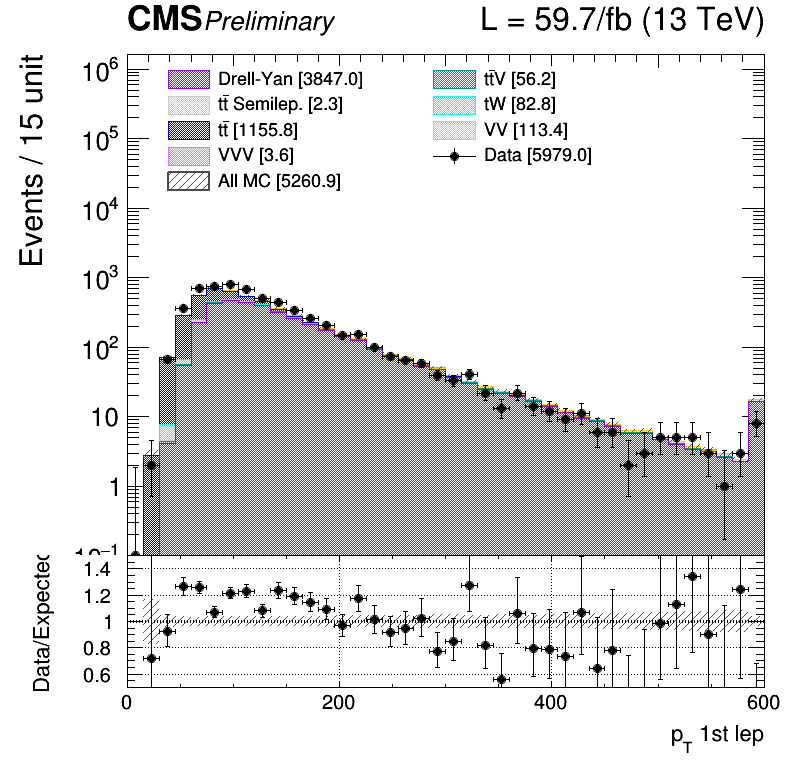 CMS Preliminary L = 59.7/fb (13 TeV)
Events / 15 unit
Drell-Yan [3847.0]
tt̄ Semilep. [2.3]
tt̄ [1155.8]
VVV [3.6]
All MC [5260.9]
tt̄V [56.2]
tW [82.8]
VV [113.4]
Data [5979.0]
10⁶
10⁵
10⁴
10³
10²
10
1
10⁻¹
Data/Expected
1.4
1.2
1
0.8
0.6
0 200 400 600
p_T 1st lep